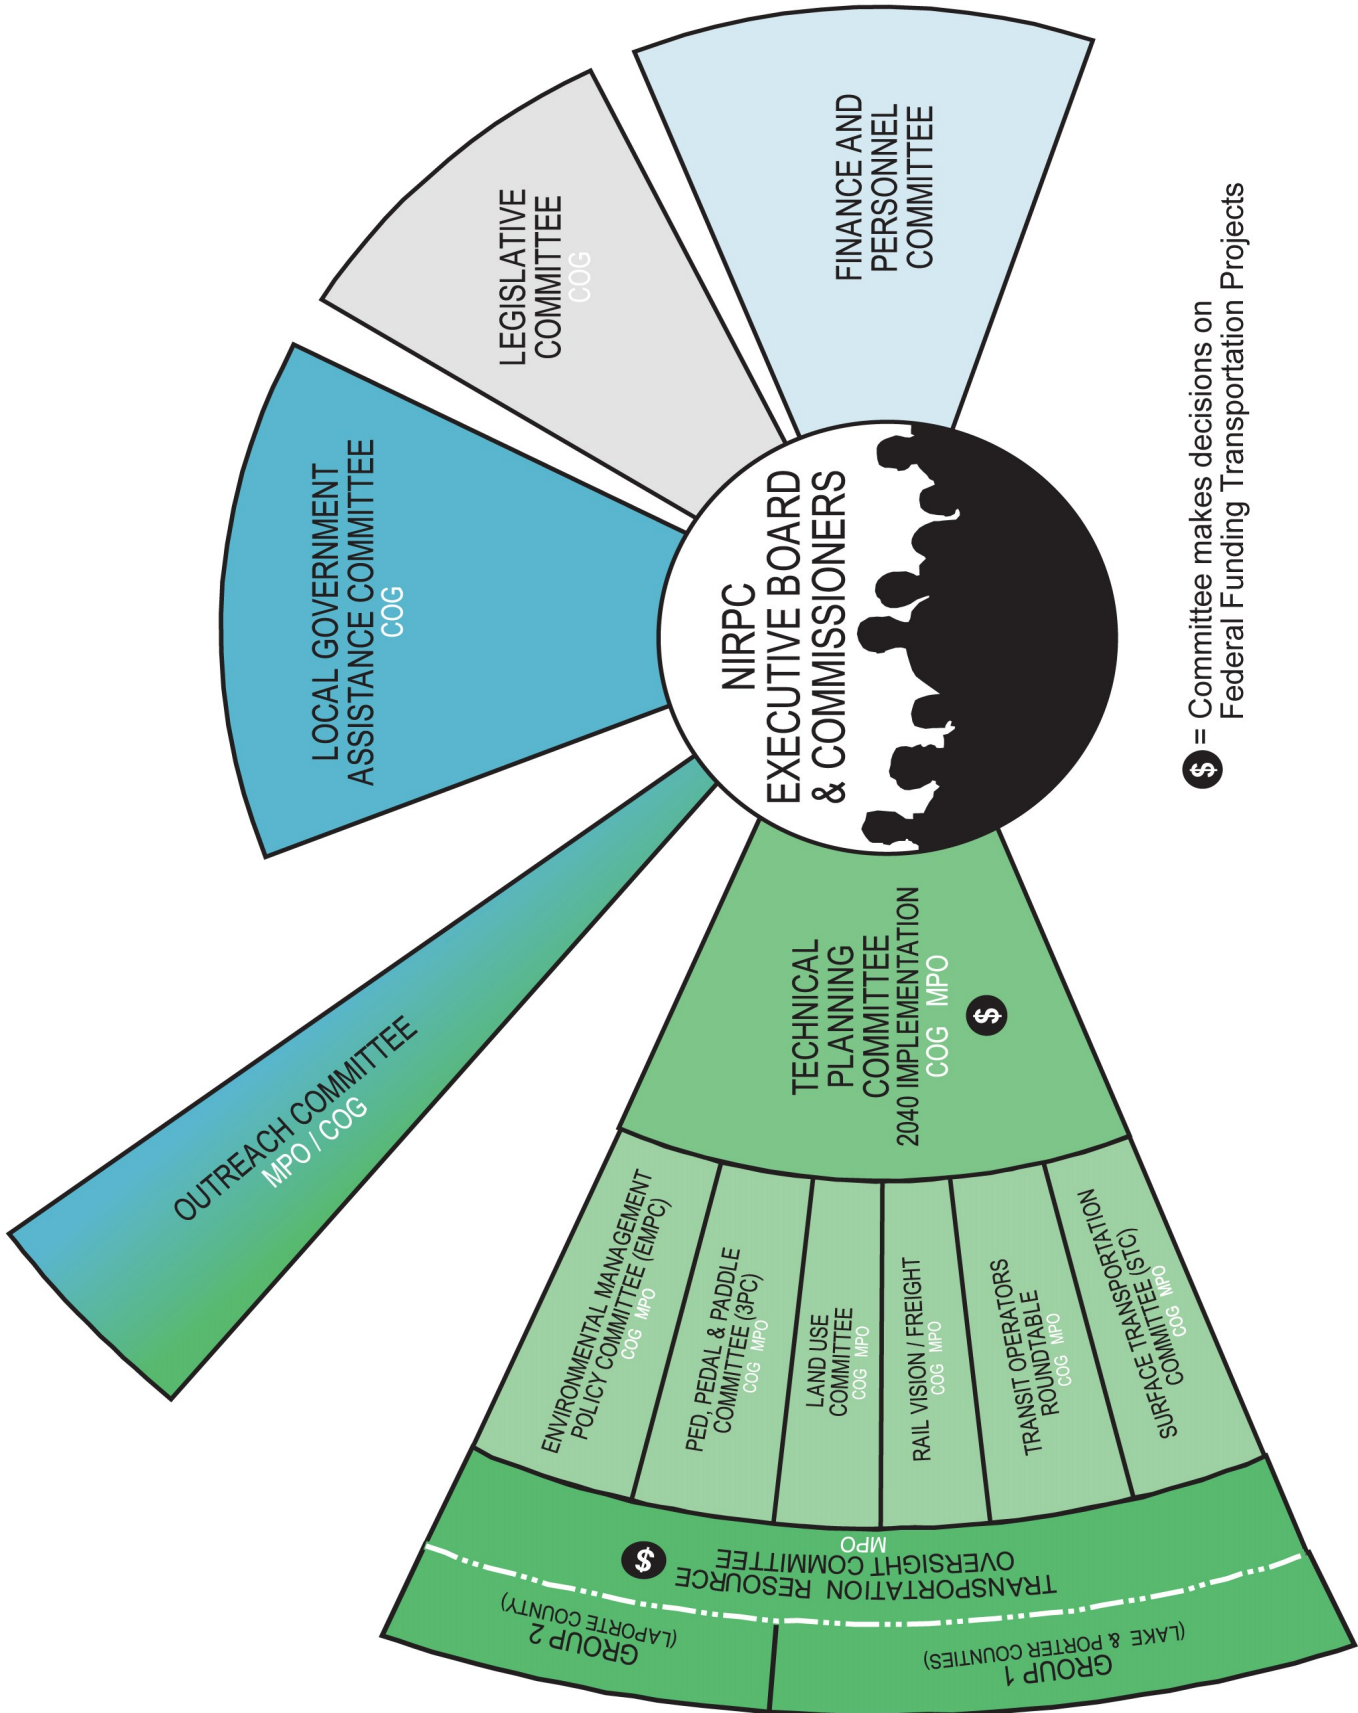 NIRPC
EXECUTIVE BOARD
& COMMISSIONERS
OUTREACH COMMITTEE
MPO / COG
LOCAL GOVERNMENT
ASSISTANCE COMMITTEE
COG
LEGISLATIVE
COMMITTEE
COG
FINANCE AND
PERSONNEL
COMMITTEE
TECHNICAL
PLANNING
COMMITTEE
2040 IMPLEMENTATION
COG MPO
$
ENVIRONMENTAL MANAGEMENT
POLICY COMMITTEE (EMPC)
COG MPO
PED, PEDAL & PADDLE
COMMITTEE (3PC)
COG MPO
LAND USE
COMMITTEE
COG MPO
RAIL VISION / FREIGHT
COG MPO
TRANSIT OPERATORS
ROUNDTABLE
COG MPO
SURFACE TRANSPORTATION
COMMITTEE (STC)
COG MPO
MPO
OVERSIGHT COMMITTEE
TRANSPORTATION RESOURCE
$
(LAPORTE COUNTY)
GROUP 2
(LAKE & PORTER COUNTIES)
GROUP 1
$ = Committee makes decisions on
Federal Funding Transportation Projects